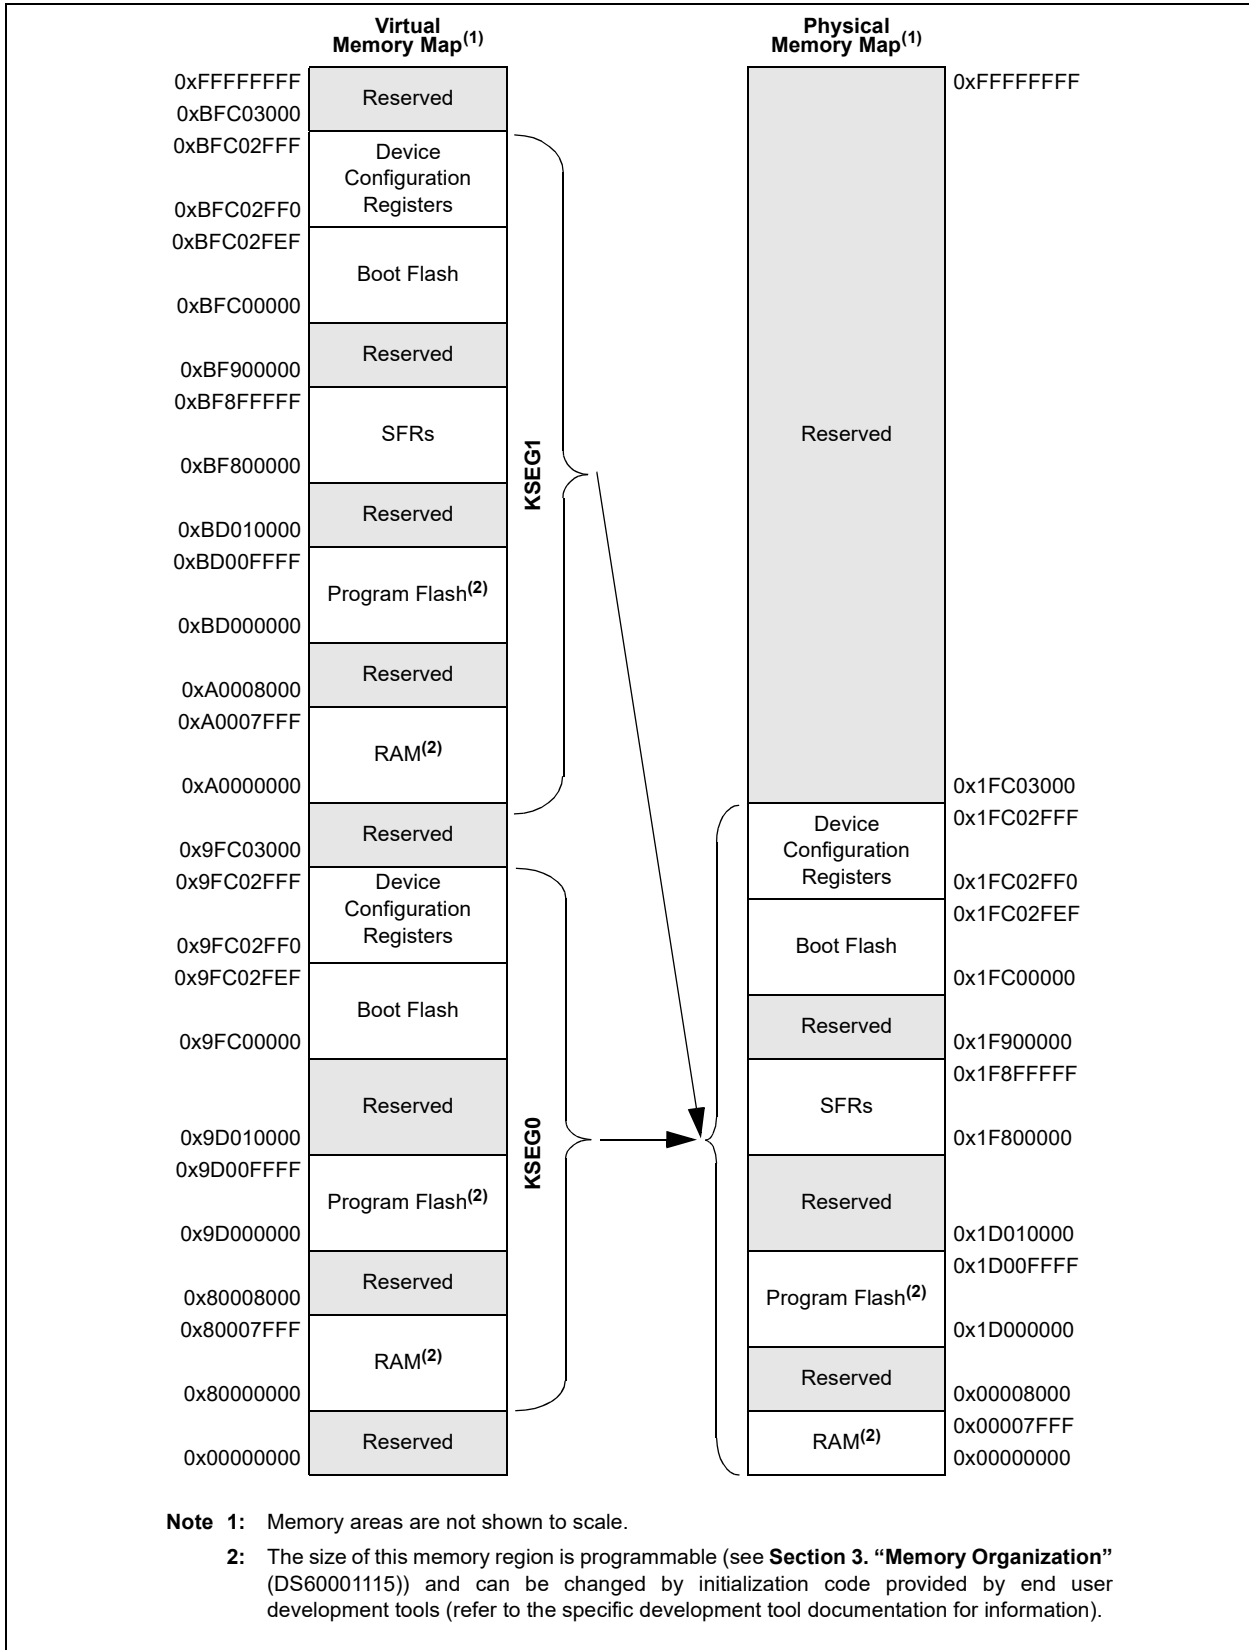 Virtual
Memory Map(1)
0xFFFFFFFF
Reserved
0xBFC03000
0xBFC02FFF
Device
Configuration
Registers
0xBFC02FF0
0xBFC02FEF
Boot Flash
0xBFC00000
Reserved
0xBF900000
0xBF8FFFFF
SFRs
0xBF800000
Reserved
0xBD010000
0xBD00FFFF
Program Flash(2)
0xBD000000
Reserved
0xA0008000
0xA0007FFF
RAM(2)
0xA0000000
KSEG1
Reserved
0x9FC03000
0x9FC02FFF
Device
Configuration
Registers
0x9FC02FF0
0x9FC02FEF
Boot Flash
0x9FC00000
Reserved
0x9D010000
0x9D00FFFF
Program Flash(2)
0x9D000000
Reserved
0x80008000
0x80007FFF
RAM(2)
0x80000000
KSEG0
Reserved
0x00000000
Physical
Memory Map(1)
0xFFFFFFFF
Reserved
0x1FC03000
0x1FC02FFF
Device
Configuration
Registers
0x1FC02FF0
0x1FC02FEF
Boot Flash
0x1FC00000
Reserved
0x1F900000
0x1F8FFFFF
SFRs
0x1F800000
Reserved
0x1D010000
0x1D00FFFF
Program Flash(2)
0x1D000000
Reserved
0x00008000
0x00007FFF
RAM(2)
0x00000000
Note 1: Memory areas are not shown to scale.
2: The size of this memory region is programmable (see Section 3. “Memory Organization”
(DS60001115)) and can be changed by initialization code provided by end user
development tools (refer to the specific development tool documentation for information).